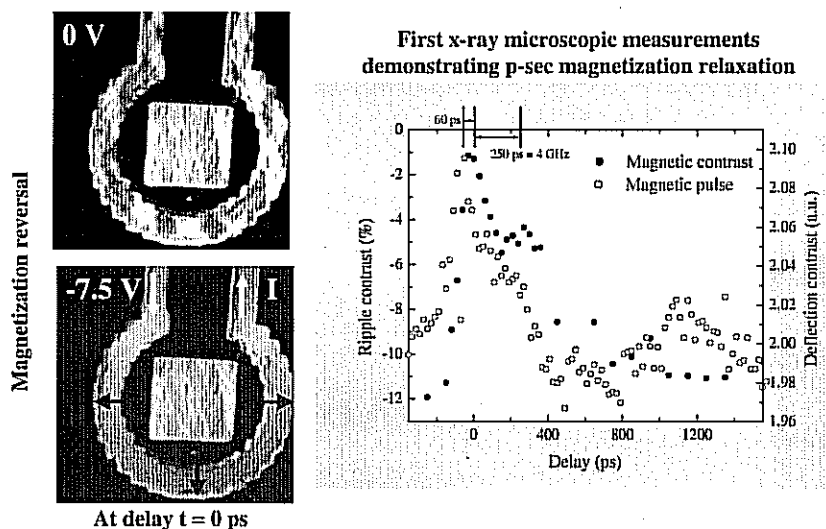 0 V
Magnetization reversal
-7.5 V
I
At delay t = 0 ps
First x-ray microscopic measurements
demonstrating p-sec magnetization relaxation
60 ps
250 ps = 4 GHz
Magnetic contrast
Magnetic pulse
Ripple contrast (%)
0
-2
-4
-6
-8
-10
-12
2.10
2.08
2.06
2.04
2.02
2.00
1.98
1.96
Deflection contrast (a.u.)
0
400
800
1200
Delay (ps)